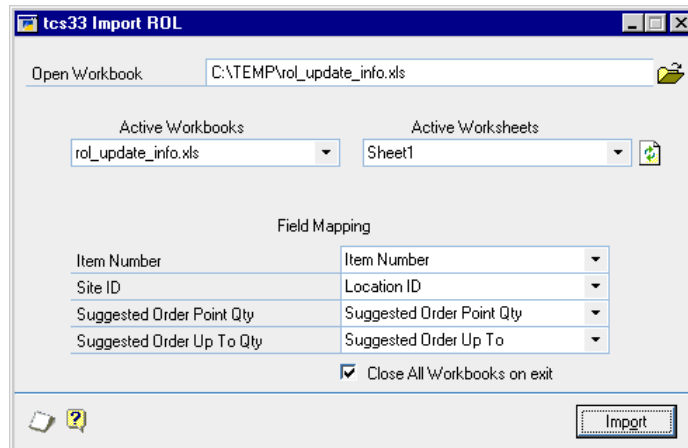 tcs33 Import ROL
Open Workbook C:\TEMP\rol_update_info.xls
Active Workbooks Active Worksheets
rol_update_info.xls Sheet1
Field Mapping
Item Number Item Number
Site ID Location ID
Suggested Order Point Qty Suggested Order Point Qty
Suggested Order Up To Qty Suggested Order Up To
Close All Workbooks on exit
Import